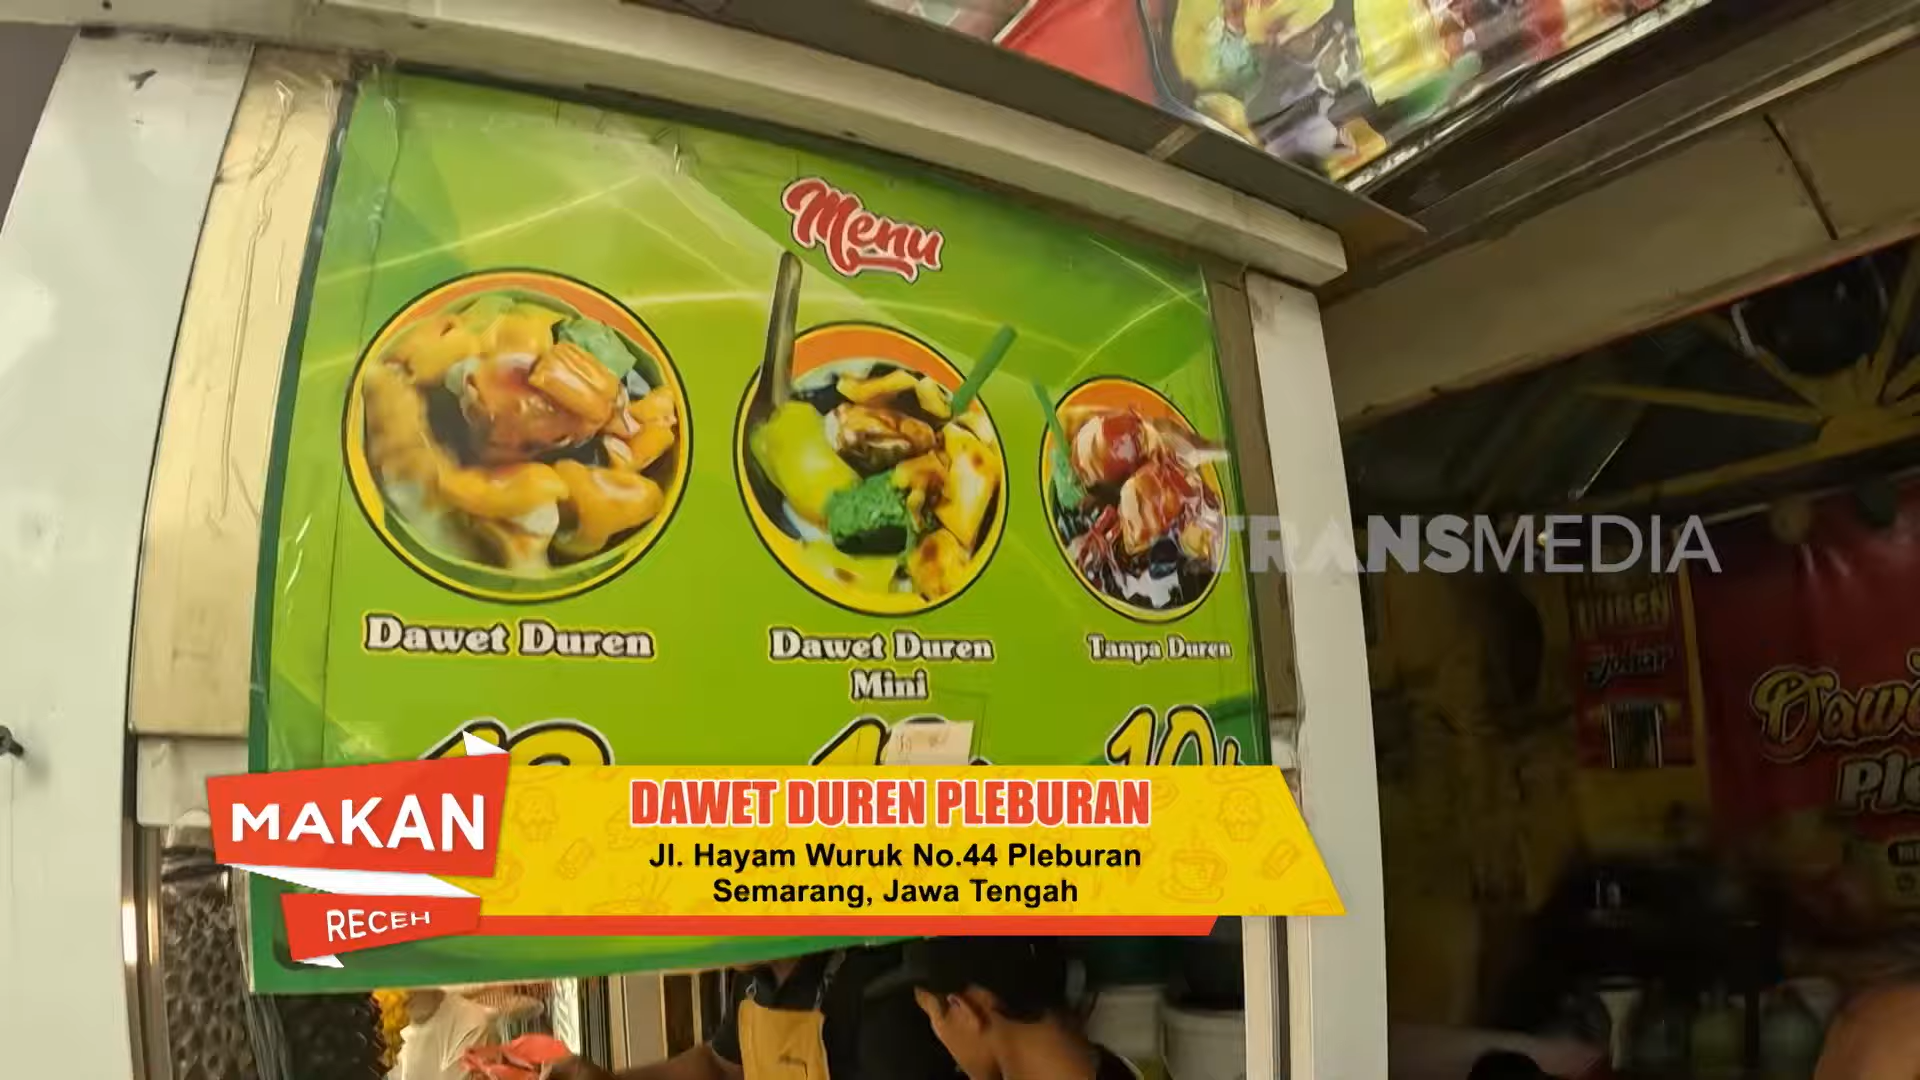 Menu
Dawet Duren
Dawet Duren
Mini
Tanpa Duren
TRANSMEDIA
DUREN
MAKAN
RECEH
DAWET DUREN PLEBURAN
Jl. Hayam Wuruk No.44 Pleburan
Semarang, Jawa Tengah